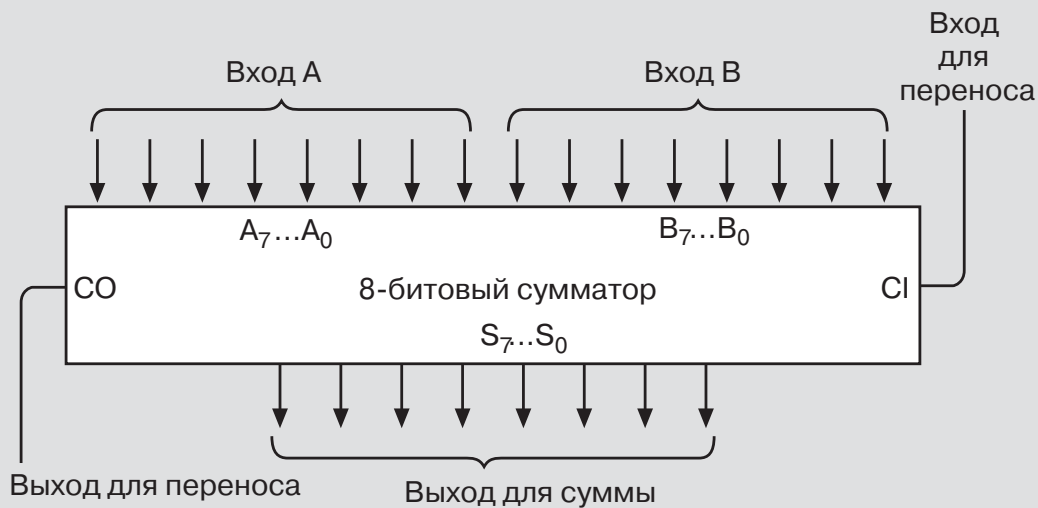 Вход
для
переноса
Вход A
Вход B
A₇...A₀
B₇...B₀
CO
8-битовый сумматор
CI
S₇...S₀
Выход для переноса
Выход для суммы